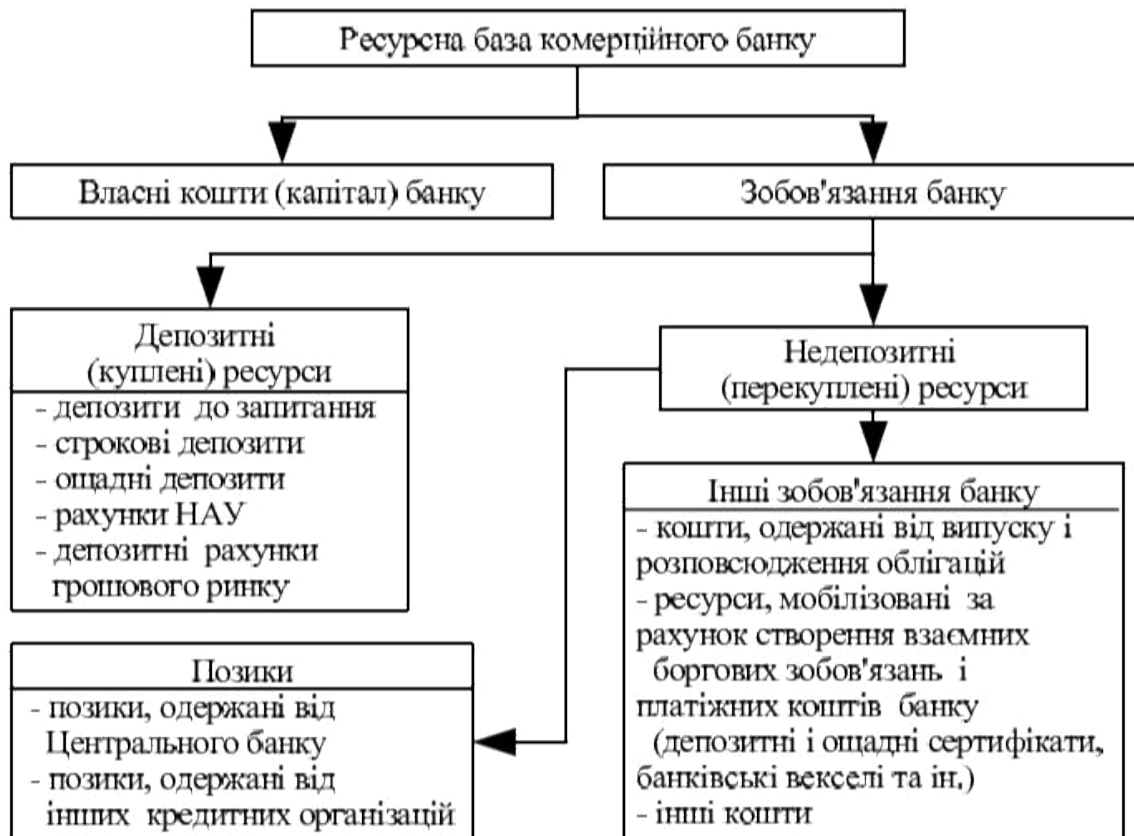 Ресурсна база комерційного банку
Власні кошти (капітал) банку
Зобов'язання банку
Депозитні
(куплені) ресурси
- депозити до запитання
- строкові депозити
- ощадні депозити
- рахунки НАУ
- депозитні рахунки
грошового ринку
Недепозитні
(перекуплені) ресурси
Позики
- позики, одержані від
Центрального банку
- позики, одержані від
інших кредитних організацій
Інші зобов'язання банку
- кошти, одержані від випуску і
розповсюдження облігацій
- ресурси, мобілізовані за
рахунок створення взаємних
боргових зобов'язань і
платіжних коштів банку
(депозитні і ощадні сертифікати,
банківські векселі та ін.)
- інші кошти